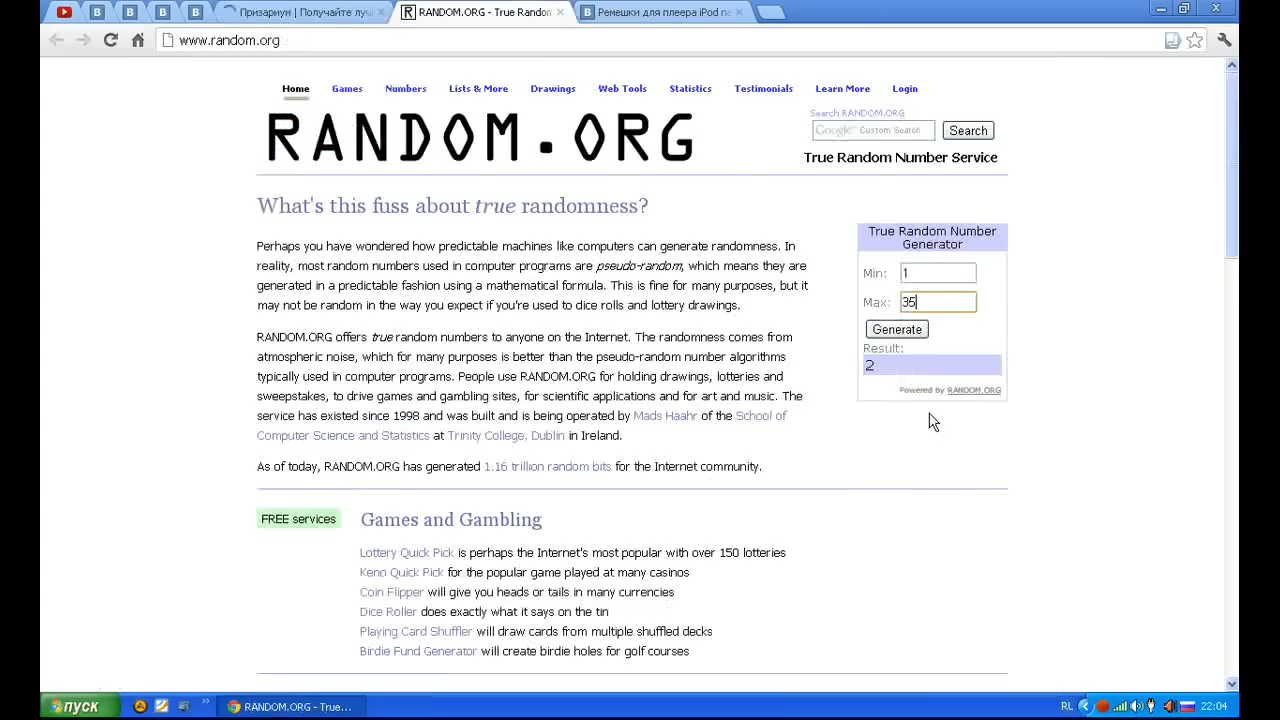 Призариум | Получайте лу
RANDOM.ORG - True Random
Ремешки для плеера iPod na
www.random.org
Home Games Numbers Lists & More Drawings Web Tools Statistics Testimonials Learn More Login
RANDOM.ORG
Search RANDOM.ORG
Google™ Custom Search
Search
True Random Number Service
What's this fuss about true randomness?
Perhaps you have wondered how predictable machines like computers can generate randomness. In
reality, most random numbers used in computer programs are pseudo-random, which means they are
generated in a predictable fashion using a mathematical formula. This is fine for many purposes, but it
may not be random in the way you expect if you're used to dice rolls and lottery drawings.
RANDOM.ORG offers true random numbers to anyone on the Internet. The randomness comes from
atmospheric noise, which for many purposes is better than the pseudo-random number algorithms
typically used in computer programs. People use RANDOM.ORG for holding drawings, lotteries and
sweepstakes, to drive games and gambling sites, for scientific applications and for art and music. The
service has existed since 1998 and was built and is being operated by Mads Haahr of the School of
Computer Science and Statistics at Trinity College, Dublin in Ireland.
As of today, RANDOM.ORG has generated 1.16 trillion random bits for the Internet community.
True Random Number
Generator
Min: 1
Max: 35
Generate
Result:
2
Powered by RANDOM.ORG
FREE services
Games and Gambling
Lottery Quick Pick is perhaps the Internet's most popular with over 150 lotteries
Keno Quick Pick for the popular game played at many casinos
Coin Flipper will give you heads or tails in many currencies
Dice Roller does exactly what it says on the tin
Playing Card Shuffler will draw cards from multiple shuffled decks
Birdie Fund Generator will create birdie holes for golf courses
пуск
RANDOM.ORG - True...
RL
22:04